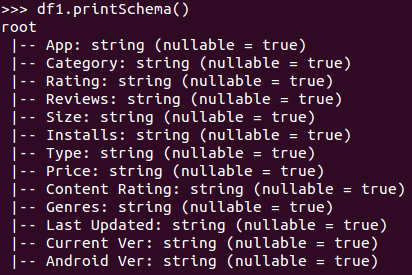 >>> df1.printSchema()
root
 |-- App: string (nullable = true)
 |-- Category: string (nullable = true)
 |-- Rating: string (nullable = true)
 |-- Reviews: string (nullable = true)
 |-- Size: string (nullable = true)
 |-- Installs: string (nullable = true)
 |-- Type: string (nullable = true)
 |-- Price: string (nullable = true)
 |-- Content Rating: string (nullable = true)
 |-- Genres: string (nullable = true)
 |-- Last Updated: string (nullable = true)
 |-- Current Ver: string (nullable = true)
 |-- Android Ver: string (nullable = true)